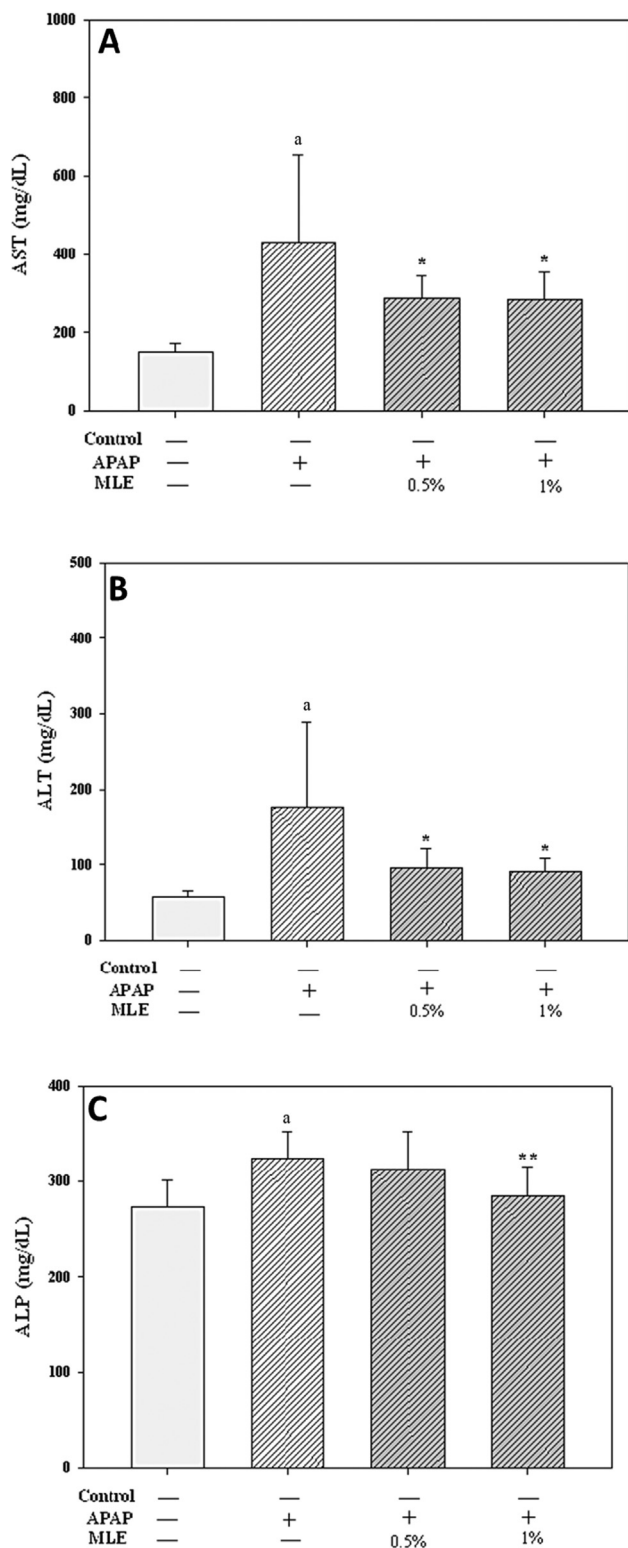 A
1000
800
600
400
200
0
AST (mg/dL)
a
*
*
Control — — — —
APAP — + + +
MLE — — 0.5% 1%
B
500
400
300
200
100
0
ALT (mg/dL)
a
*
*
Control — — — —
APAP — + + +
MLE — — 0.5% 1%
C
400
300
200
100
0
ALP (mg/dL)
a
**
Control — — — —
APAP — + + +
MLE — — 0.5% 1%